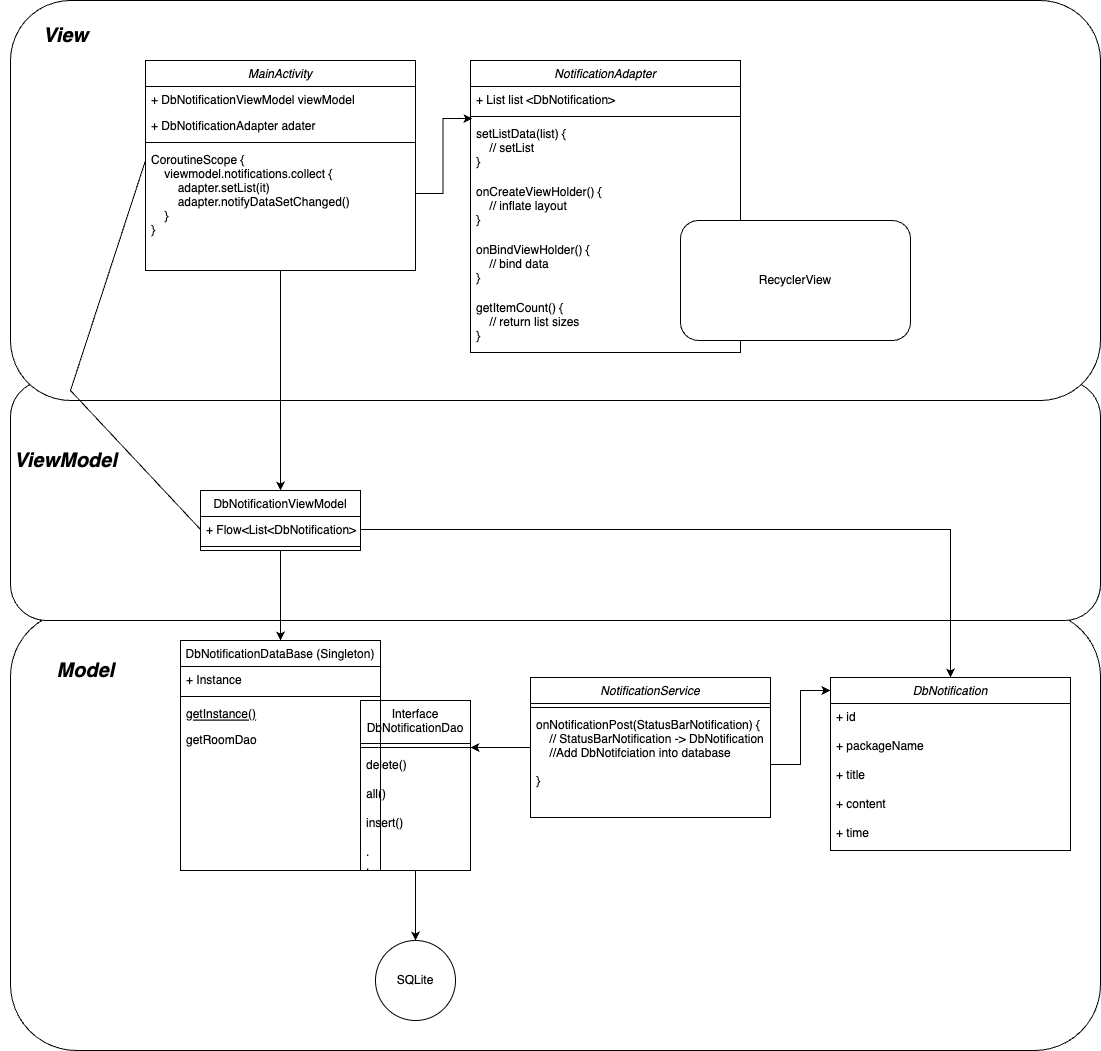 View
MainActivity
+ DbNotificationViewModel viewModel
+ DbNotificationAdapter adater
CoroutineScope {
viewmodel.notifications.collect {
adapter.setList(it)
adapter.notifyDataSetChanged()
}
}
NotificationAdapter
+ List list <DbNotification>
setListData(list) {
// setList
}
onCreateViewHolder() {
// inflate layout
}
onBindViewHolder() {
// bind data
}
getItemCount() {
// return list sizes
}
RecyclerView
ViewModel
DbNotificationViewModel
+ Flow<List<DbNotification>
Model
DbNotificationDataBase (Singleton)
+ Instance
getInstance()
getRoomDao
Interface
DbNotificationDao
delete()
all()
insert()
.
.
NotificationService
onNotificationPost(StatusBarNotification) {
// StatusBarNotification -> DbNotification
//Add DbNotifciation into database
}
DbNotification
+ id
+ packageName
+ title
+ content
+ time
SQLite